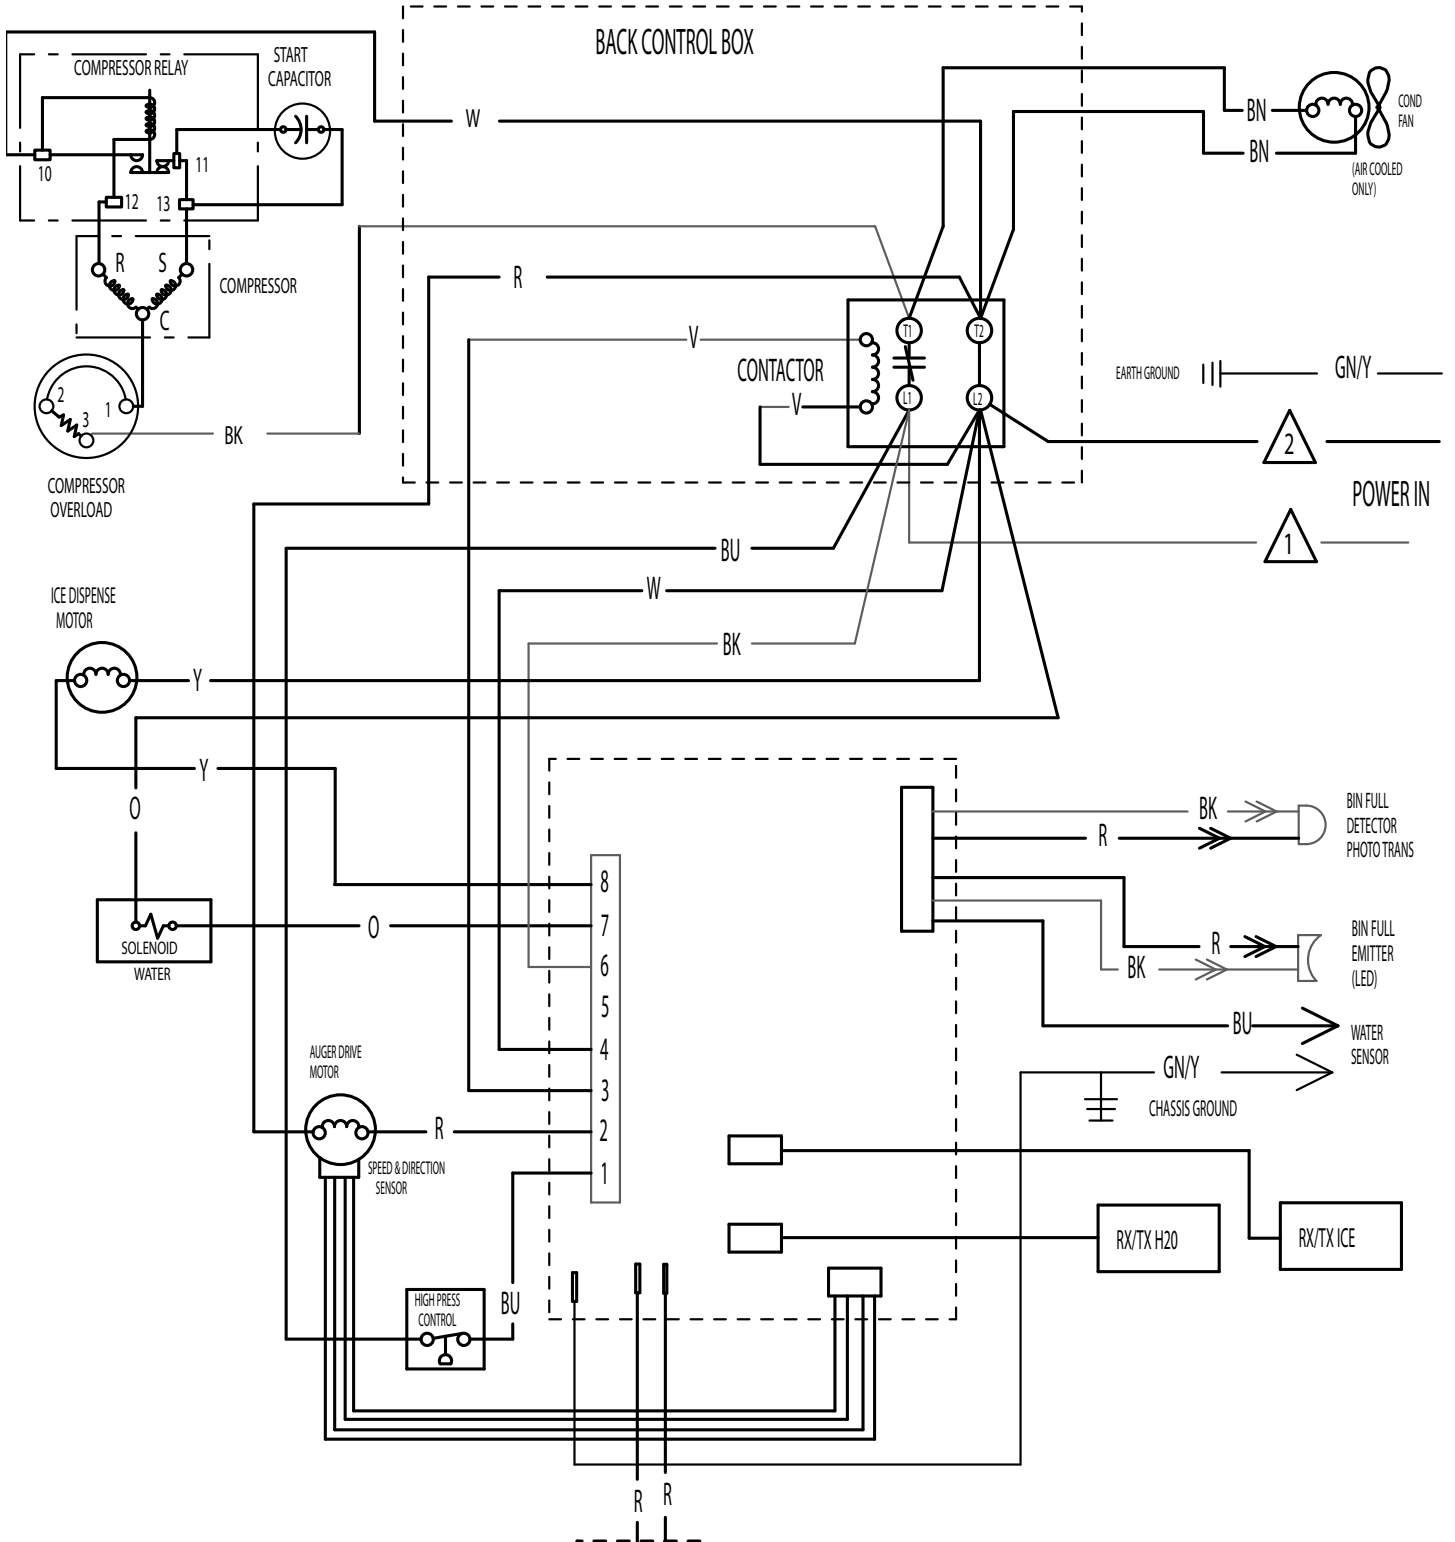 BACK CONTROL BOX
COMPRESSOR RELAY
START
CAPACITOR
W
10
11
12
13
R
S
C
COMPRESSOR
2
3
1
BK
COMPRESSOR
OVERLOAD
BN
BN
COND
FAN
(AIR COOLED
ONLY)
R
V
V
CONTACTOR
T1
T2
L1
L2
EARTH GROUND
GN/Y
2
POWER IN
1
BU
W
BK
ICE DISPENSE
MOTOR
Y
Y
O
SOLENOID
WATER
O
8
7
6
5
4
3
2
1
BK
R
BIN FULL
DETECTOR
PHOTO TRANS
R
BK
BIN FULL
EMITTER
(LED)
BU
WATER
SENSOR
GN/Y
CHASSIS GROUND
AUGER DRIVE
MOTOR
R
SPEED & DIRECTION
SENSOR
RX/TX H20
RX/TX ICE
HIGH PRESS
CONTROL
BU
R
R